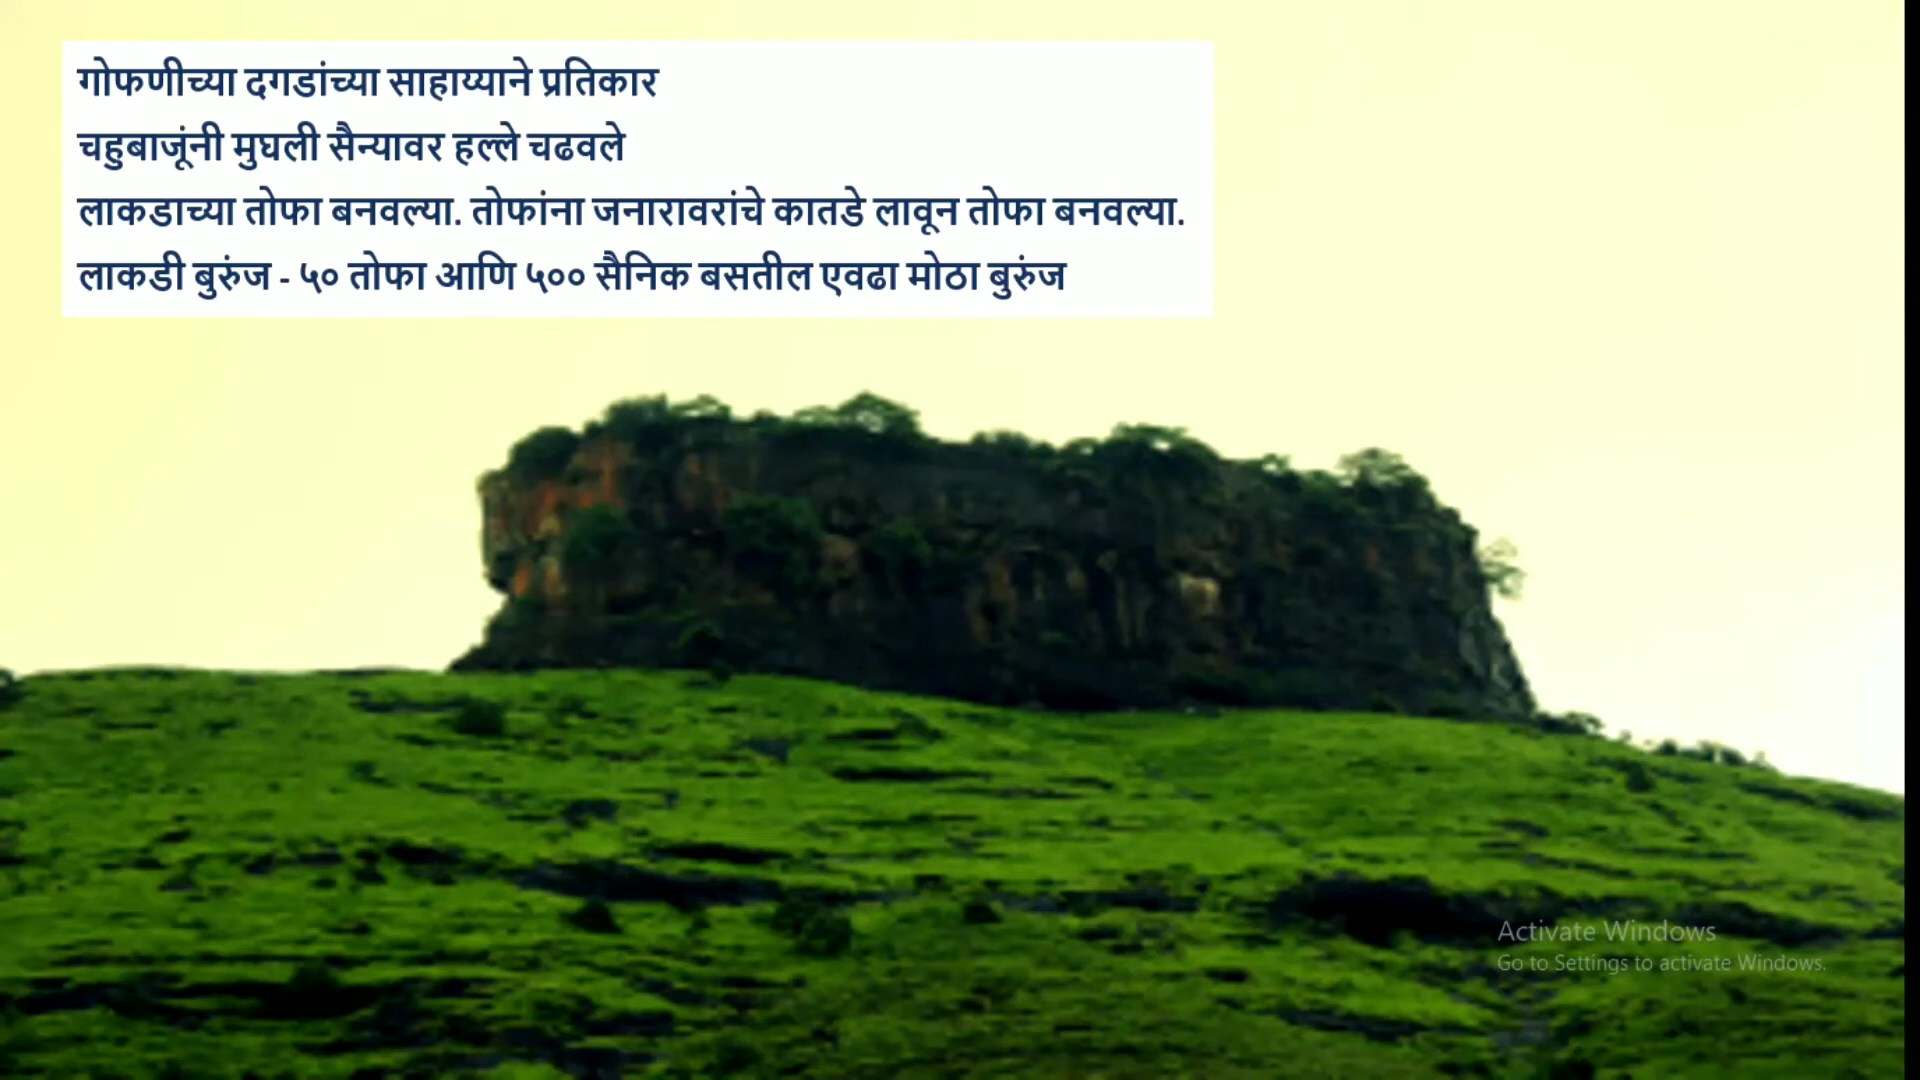 गोफणीच्या दगडांच्या साहाय्याने प्रतिकार
चहुबाजूंनी मुघली सैन्यावर हल्ले चढवले
लाकडाच्या तोफा बनवल्या. तोफांना जनारावरांचे कातडे लावून तोफा बनवल्या.
लाकडी बुरुंज - ५० तोफा आणि ५०० सैनिक बसतील एवढा मोठा बुरुंज
Activate Windows
Go to Settings to activate Windows.